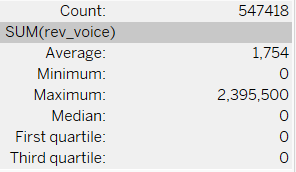 Count: 547418
SUM(rev_voice)
Average: 1,754
Minimum: 0
Maximum: 2,395,500
Median: 0
First quartile: 0
Third quartile: 0